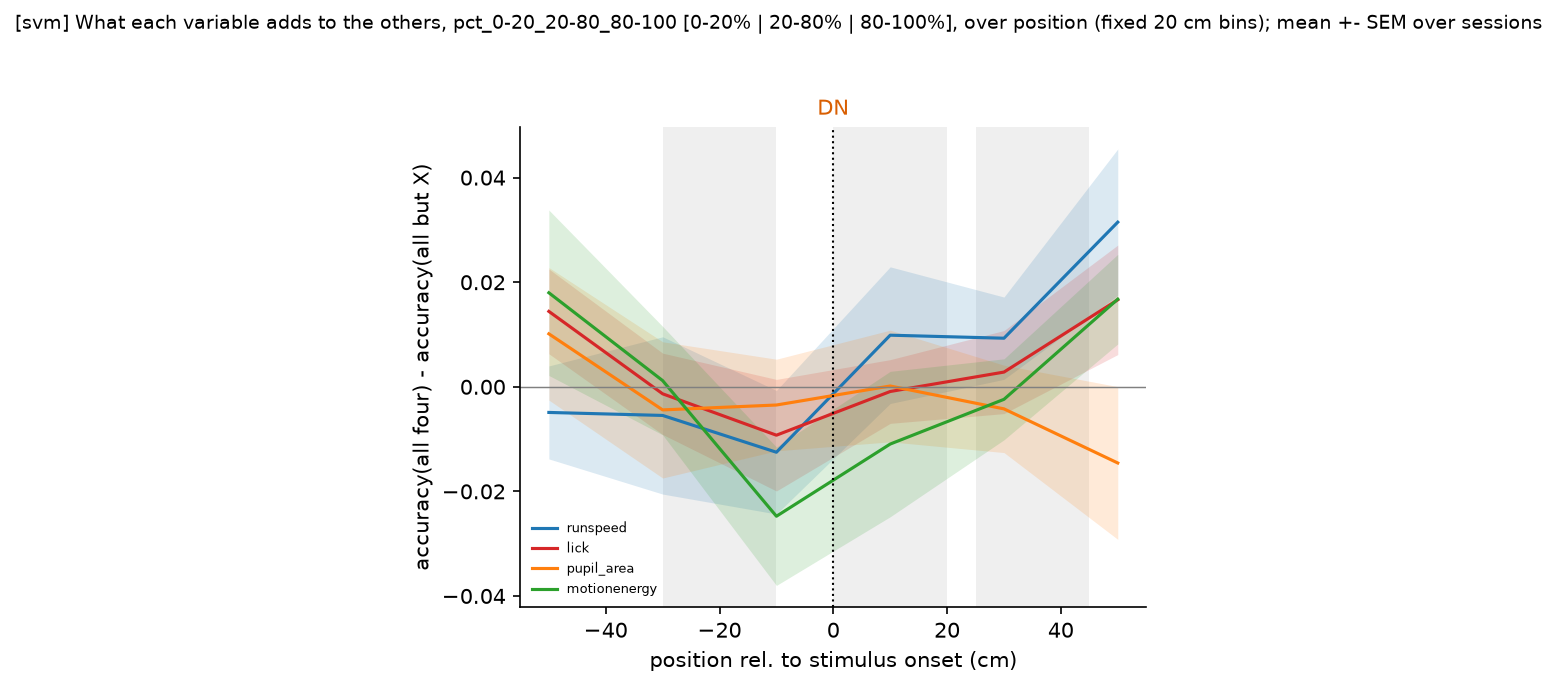 [svm] What each variable adds to the others, pct_0-20_20-80_80-100 [0-20% | 20-80% | 80-100%], over position (fixed 20 cm bins); mean +- SEM over sessions
DN
accuracy(all four) - accuracy(all but X)
0.04
0.02
0.00
−0.02
−0.04
runspeed
lick
pupil_area
motionenergy
−40
−20
0
20
40
position rel. to stimulus onset (cm)